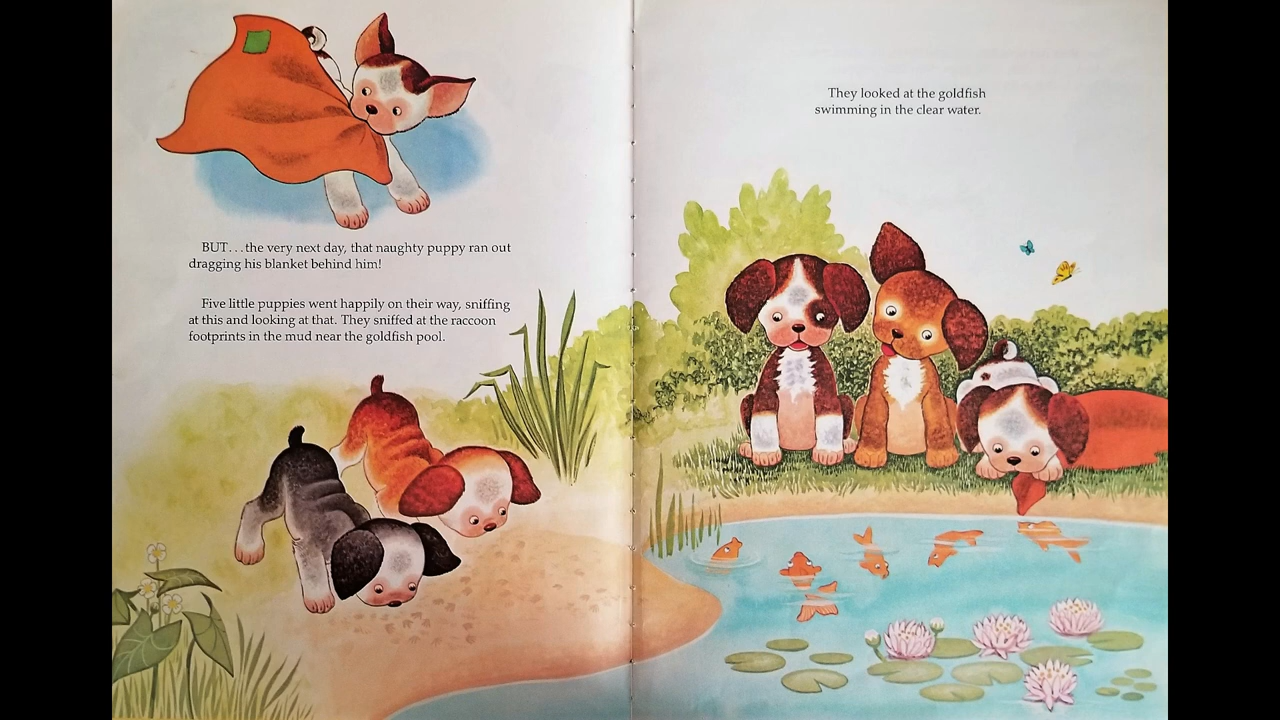 BUT...the very next day, that naughty puppy ran out
dragging his blanket behind him!
Five little puppies went happily on their way, sniffing
at this and looking at that. They sniffed at the raccoon
footprints in the mud near the goldfish pool.
They looked at the goldfish
swimming in the clear water.